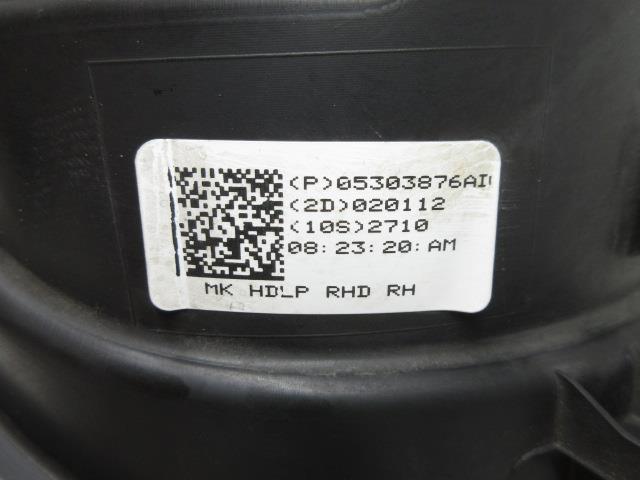 (P)05303876AI
(2D)020112
(10S)2710
08:23:20:AM
MK HDLP RHD RH